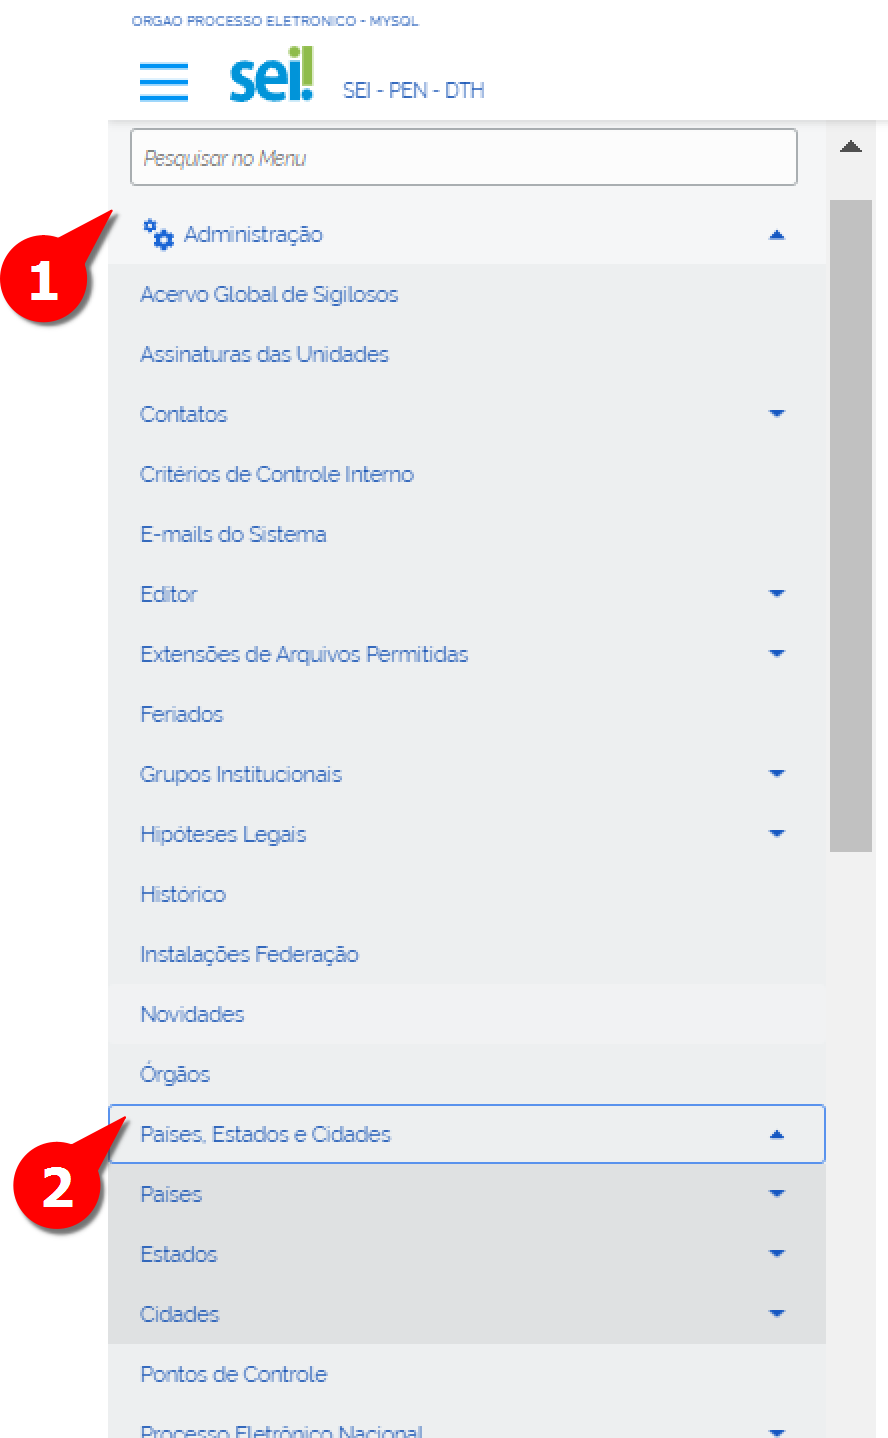 ORGAO PROCESSO ELETRONICO - MYSQL
sei!
SEI - PEN - DTH
Pesquisar no Menu
1
Administração
Acervo Global de Sigilosos
Assinaturas das Unidades
Contatos
Critérios de Controle Interno
E-mails do Sistema
Editor
Extensões de Arquivos Permitidas
Feriados
Grupos Institucionais
Hipóteses Legais
Histórico
Instalações Federação
Novidades
Órgãos
Países, Estados e Cidades
2
Países
Estados
Cidades
Pontos de Controle
Processo Eletrônico Nacional